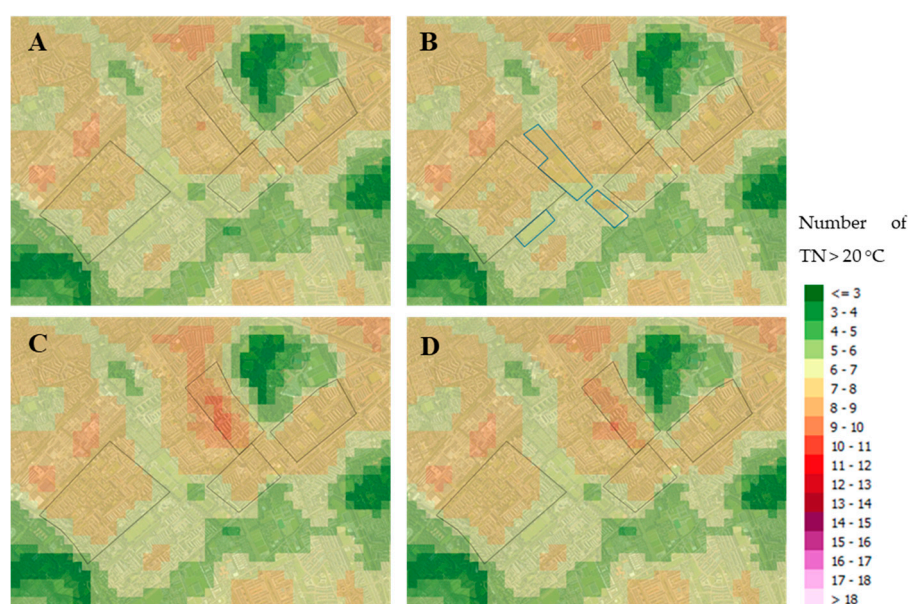 A
B
C
D
Number of
TN > 20 °C
<= 3
3 - 4
4 - 5
5 - 6
6 - 7
7 - 8
8 - 9
9 - 10
10 - 11
11 - 12
12 - 13
13 - 14
14 - 15
15 - 16
16 - 17
17 - 18
> 18